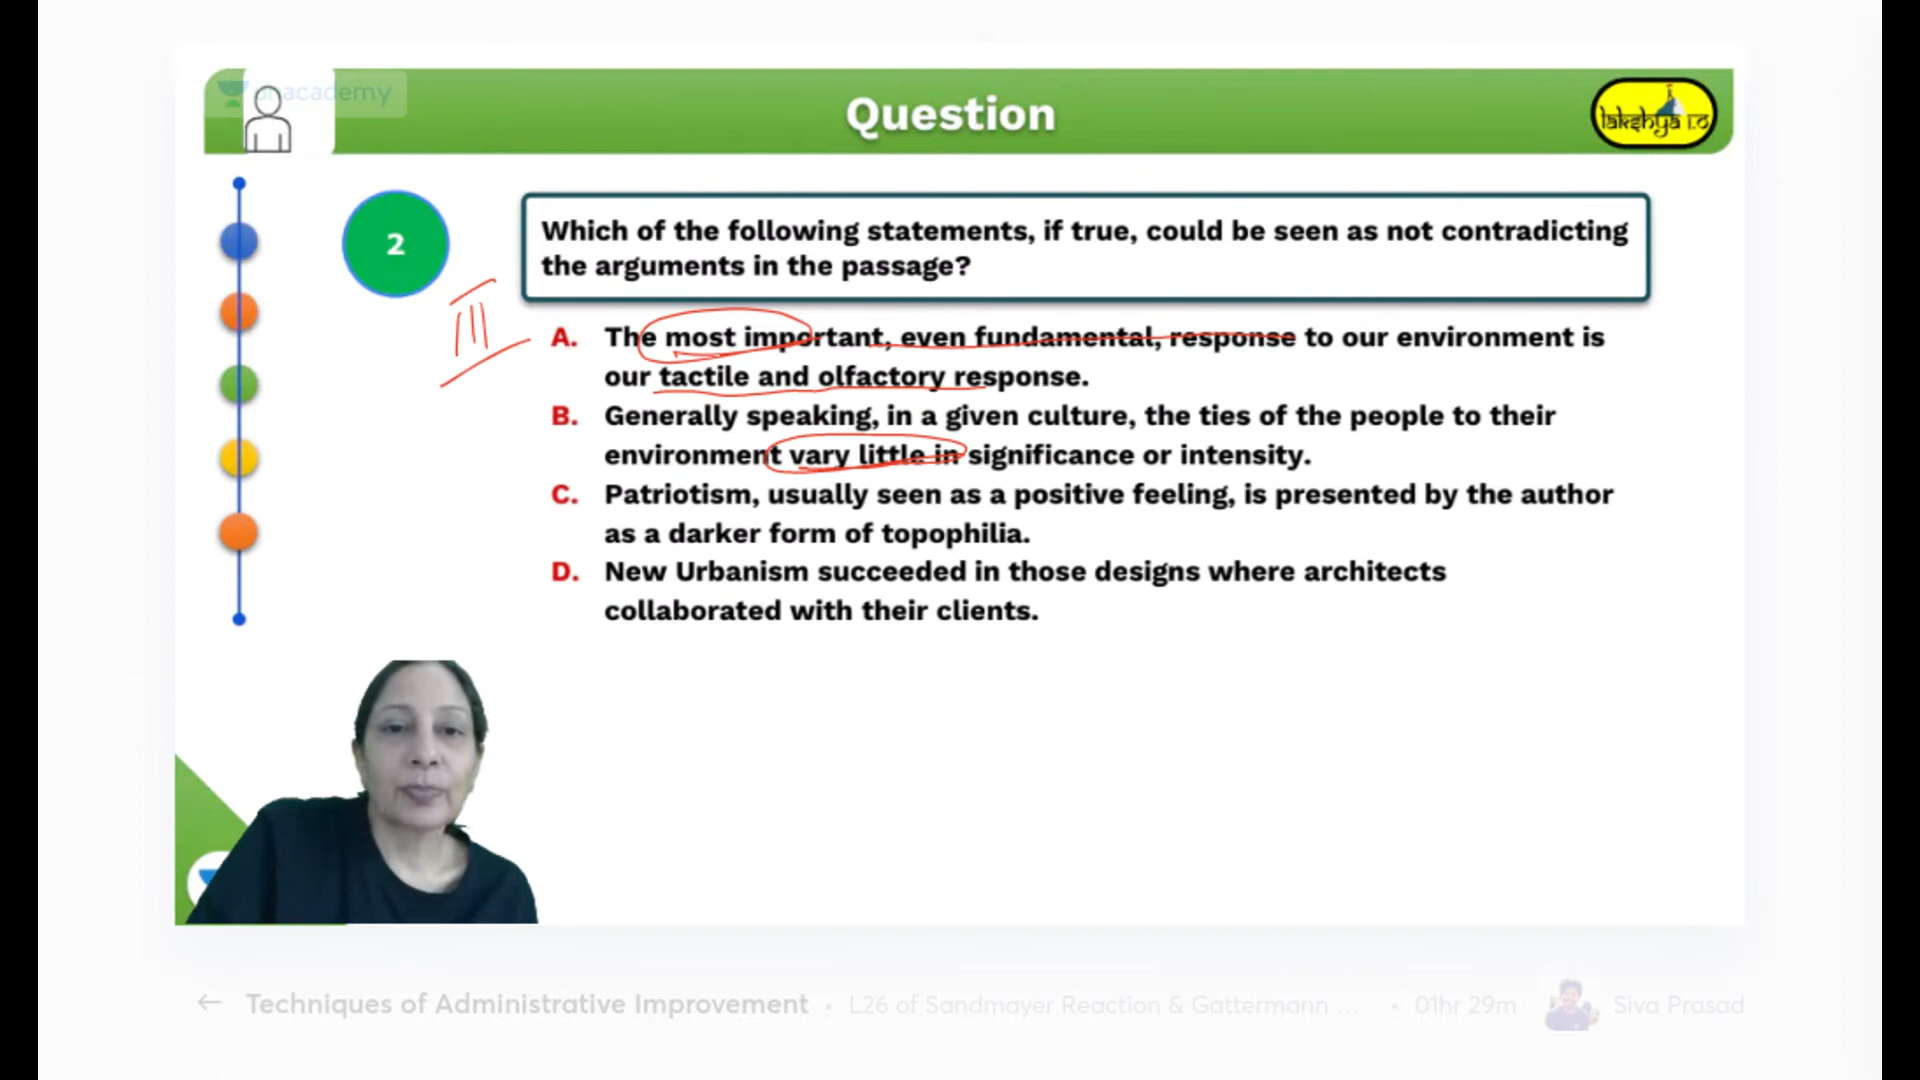 unacademy
Question
lakshya 1.0
2
Which of the following statements, if true, could be seen as not contradicting
the arguments in the passage?
III
A. The most important, even fundamental, response to our environment is
our tactile and olfactory response.
B. Generally speaking, in a given culture, the ties of the people to their
environment vary little in significance or intensity.
C. Patriotism, usually seen as a positive feeling, is presented by the author
as a darker form of topophilia.
D. New Urbanism succeeded in those designs where architects
collaborated with their clients.
← Techniques of Administrative Improvement • L26 of Sandmayer Reaction & Gattermann ... • 01hr 29m Siva Prasad